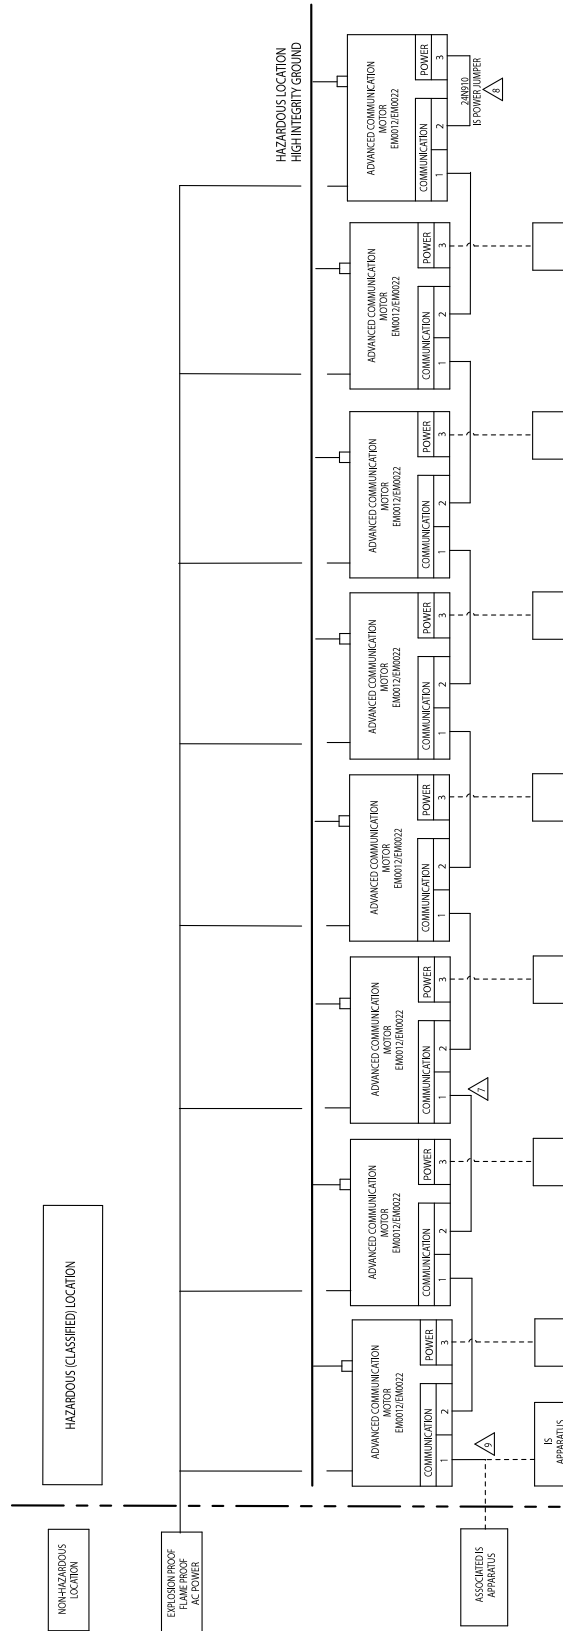 NON-HAZARDOUS
LOCATION
HAZARDOUS (CLASSIFIED) LOCATION
EXPLOSION PROOF
FLAME PROOF
AC POWER
HAZARDOUS LOCATION
HIGH INTEGRITY GROUND
ADVANCED COMMUNICATION
MOTOR
EM0012/EM0022
COMMUNICATION POWER
1 2 3
ADVANCED COMMUNICATION
MOTOR
EM0012/EM0022
COMMUNICATION POWER
1 2 3
ADVANCED COMMUNICATION
MOTOR
EM0012/EM0022
COMMUNICATION POWER
1 2 3
ADVANCED COMMUNICATION
MOTOR
EM0012/EM0022
COMMUNICATION POWER
1 2 3
ADVANCED COMMUNICATION
MOTOR
EM0012/EM0022
COMMUNICATION POWER
1 2 3
ADVANCED COMMUNICATION
MOTOR
EM0012/EM0022
COMMUNICATION POWER
1 2 3
ADVANCED COMMUNICATION
MOTOR
EM0012/EM0022
COMMUNICATION POWER
1 2 3
ADVANCED COMMUNICATION
MOTOR
EM0012/EM0022
COMMUNICATION POWER
1 2 3
24N910
IS POWER JUMPER
8
7
9
ASSOCIATED IS
APPARATUS
IS
APPARATUS